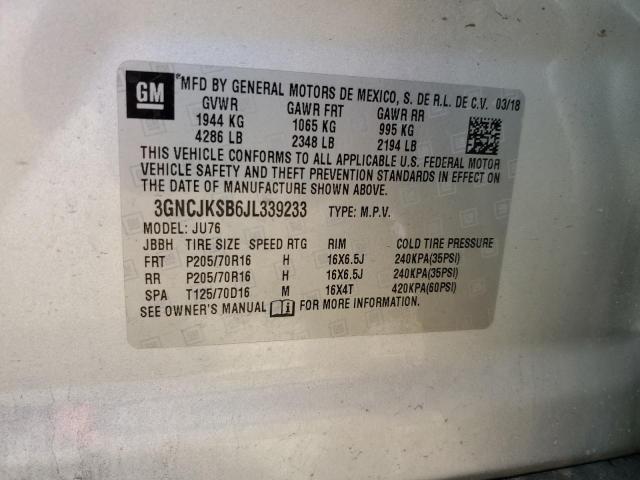 GM
*MFD BY GENERAL MOTORS DE MEXICO, S. DE R.L. DE C.V. 03/18
GVWR GAWR FRT GAWR RR
1944 KG 1065 KG 995 KG
4286 LB 2348 LB 2194 LB
THIS VEHICLE CONFORMS TO ALL APPLICABLE U.S. FEDERAL MOTOR
VEHICLE SAFETY AND THEFT PREVENTION STANDARDS IN EFFECT ON
THE DATE OF MANUFACTURE SHOWN ABOVE.
3GNCJKSB6JL339233 TYPE: M.P.V.
MODEL: JU76
JBBH TIRE SIZE SPEED RTG RIM COLD TIRE PRESSURE
FRT P205/70R16 H 16X6.5J 240KPA(35PSI)
RR P205/70R16 H 16X6.5J 240KPA(35PSI)
SPA T125/70D16 M 16X4T 420KPA(60PSI)
SEE OWNER'S MANUAL i FOR MORE INFORMATION.